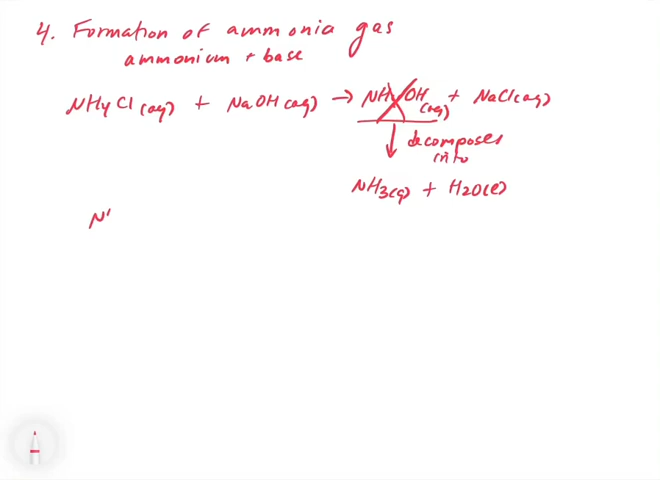 4. Formation of ammonia gas
ammonium + base
NH4Cl(aq) + NaOH(aq) → NH4OH(aq) + NaCl(aq)
↓ decomposes
into
NH3(g) + H2O(l)
N